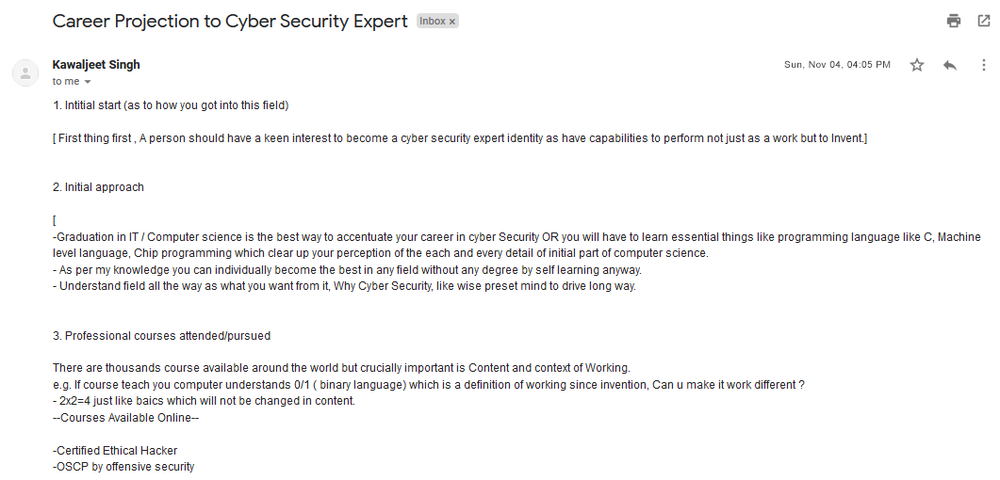 Career Projection to Cyber Security Expert Inbox x
Kawaljeet Singh
Sun, Nov 04, 04:05 PM
to me
1. Intitial start (as to how you got into this field)
[ First thing first , A person should have a keen interest to become a cyber security expert identity as have capabilities to perform not just as a work but to Invent.]
2. Initial approach
[
-Graduation in IT / Computer science is the best way to accentuate your career in cyber Security OR you will have to learn essential things like programming language like C, Machine
level language, Chip programming which clear up your perception of the each and every detail of initial part of computer science.
- As per my knowledge you can individually become the best in any field without any degree by self learning anyway.
- Understand field all the way as what you want from it, Why Cyber Security, like wise preset mind to drive long way.
3. Professional courses attended/pursued
There are thousands course available around the world but crucially important is Content and context of Working.
e.g. If course teach you computer understands 0/1 ( binary language) which is a definition of working since invention, Can u make it work different ?
- 2x2=4 just like baics which will not be changed in content.
--Courses Available Online--
-Certified Ethical Hacker
-OSCP by offensive security